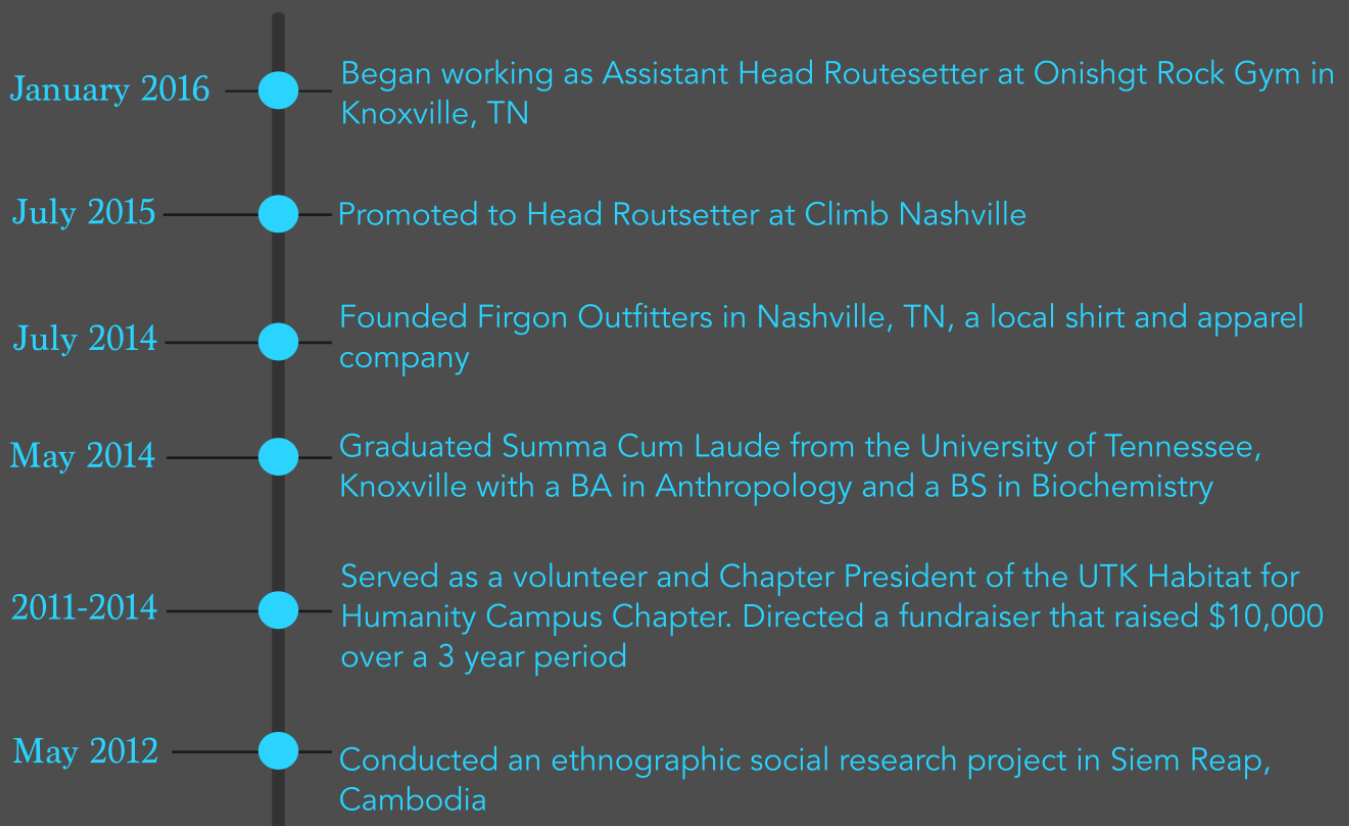 January 2016
Began working as Assistant Head Routesetter at Onishgt Rock Gym in
Knoxville, TN
July 2015
Promoted to Head Routsetter at Climb Nashville
July 2014
Founded Firgon Outfitters in Nashville, TN, a local shirt and apparel
company
May 2014
Graduated Summa Cum Laude from the University of Tennessee,
Knoxville with a BA in Anthropology and a BS in Biochemistry
2011-2014
Served as a volunteer and Chapter President of the UTK Habitat for
Humanity Campus Chapter. Directed a fundraiser that raised $10,000
over a 3 year period
May 2012
Conducted an ethnographic social research project in Siem Reap,
Cambodia